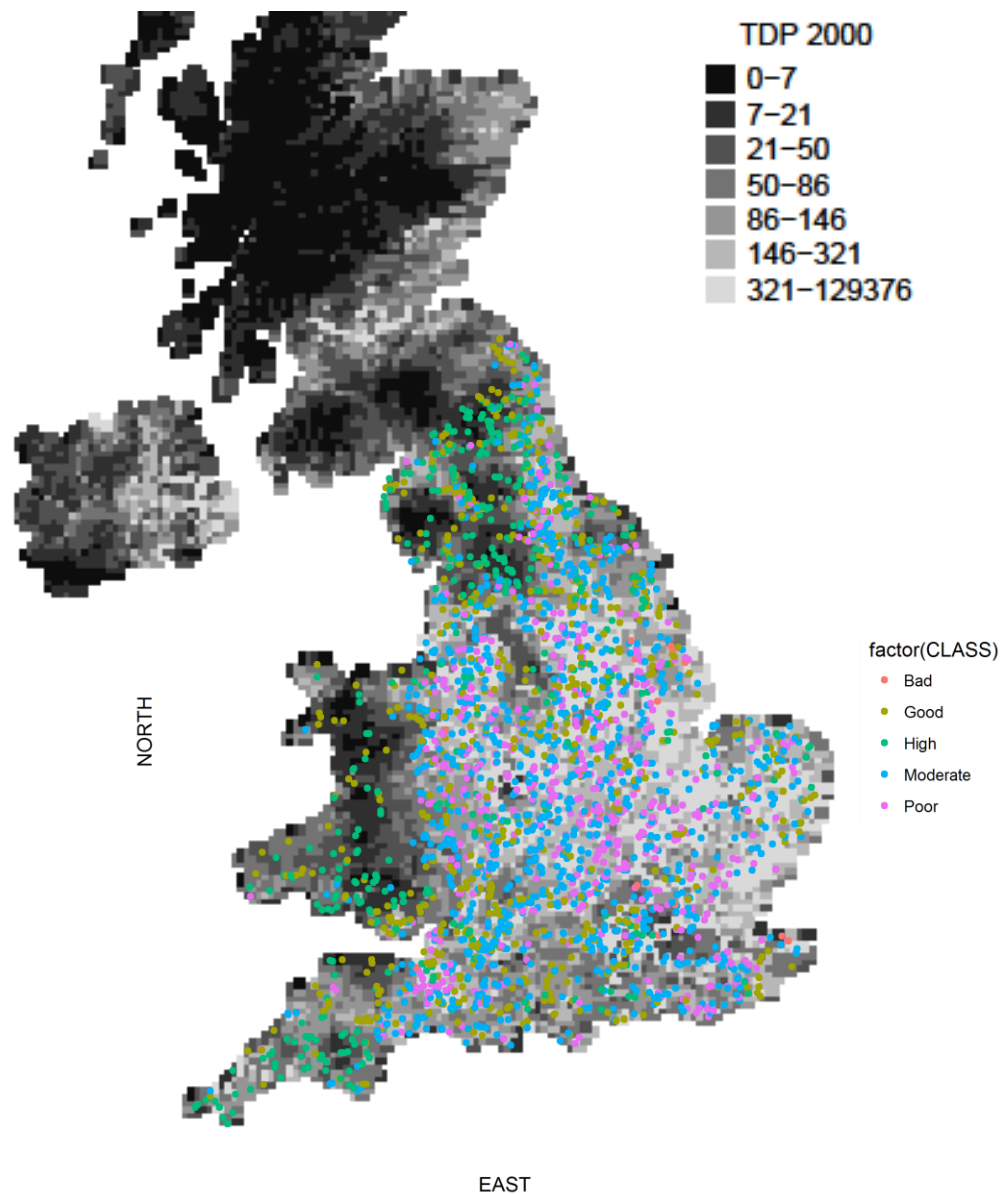 TDP 2000
0-7
7-21
21-50
50-86
86-146
146-321
321-129376
factor(CLASS)
Bad
Good
High
Moderate
Poor
NORTH
EAST